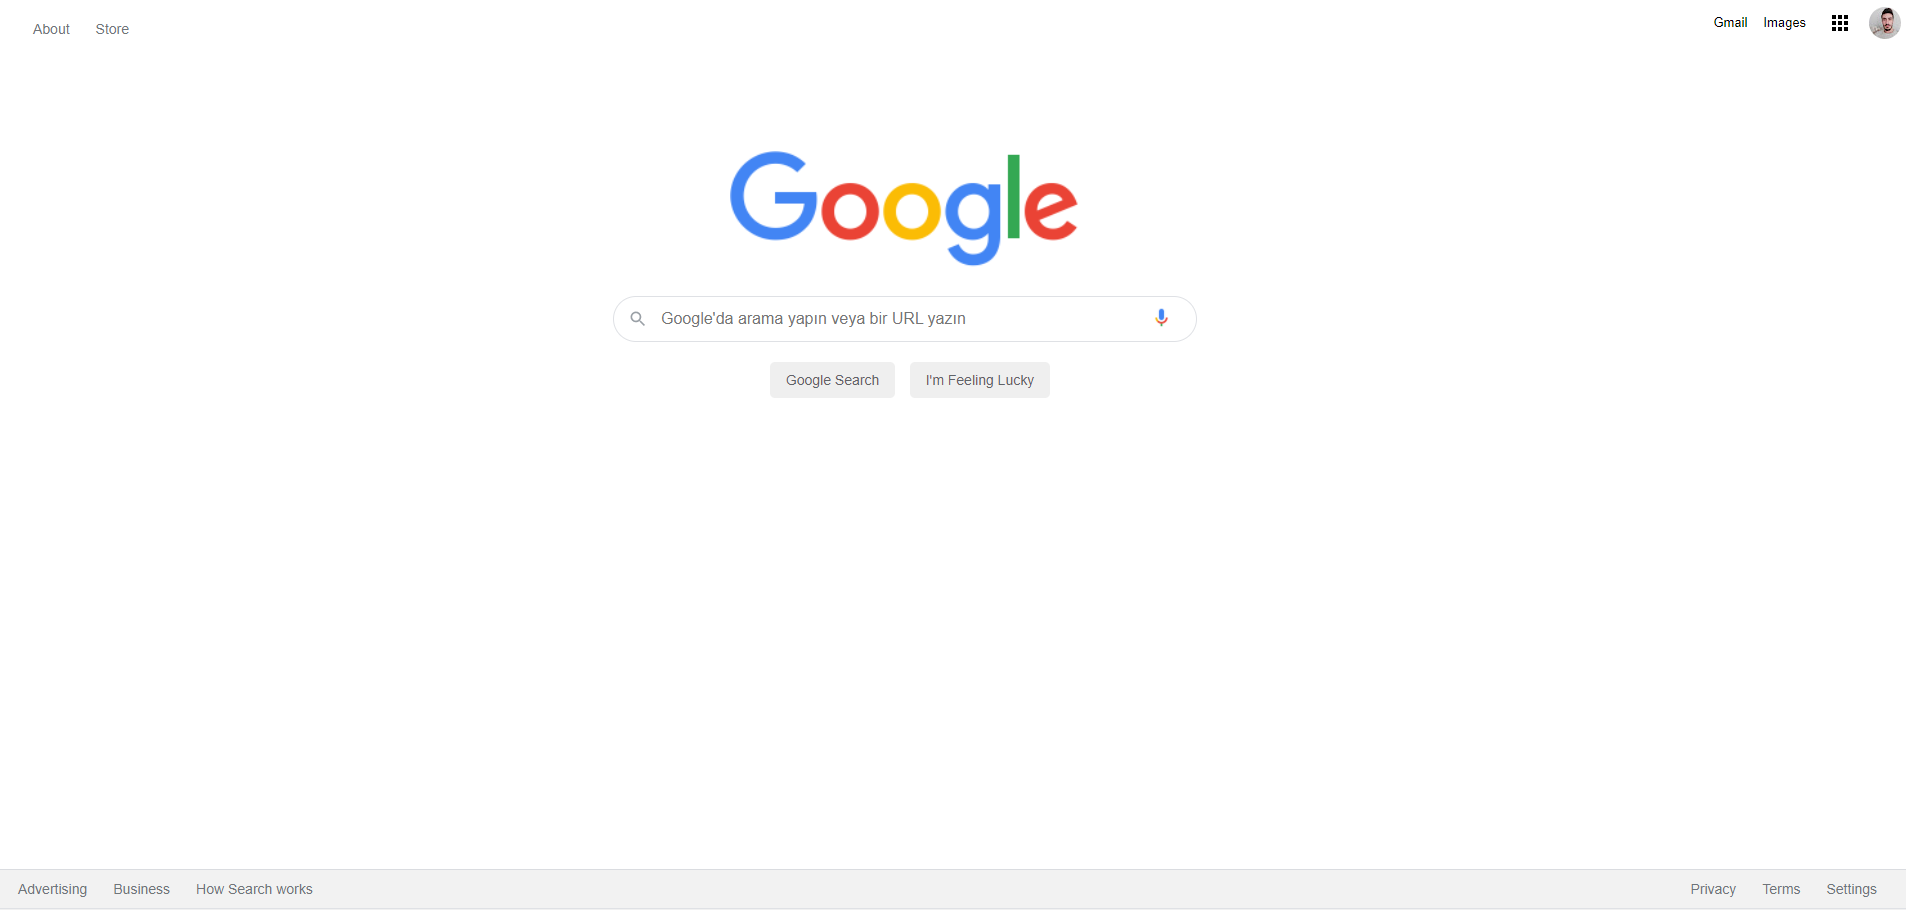 About Store Gmail Images
Google
Google'da arama yapın veya bir URL yazın
Google Search I'm Feeling Lucky
Advertising Business How Search works Privacy Terms Settings